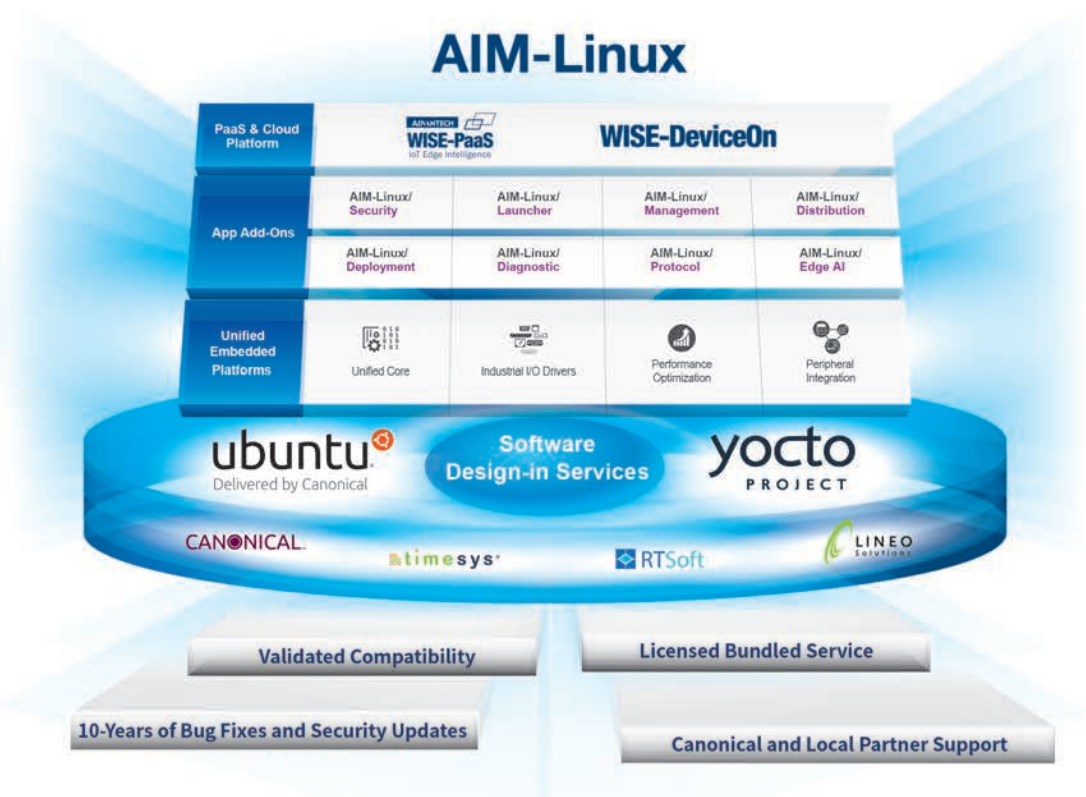 AIM-Linux
PaaS & Cloud
Platform
ADVANTECH
WISE-PaaS
IoT Edge Intelligence
WISE-DeviceOn
App Add-Ons
AIM-Linux/
Security
AIM-Linux/
Launcher
AIM-Linux/
Management
AIM-Linux/
Distribution
AIM-Linux/
Deployment
AIM-Linux/
Diagnostic
AIM-Linux/
Protocol
AIM-Linux/
Edge AI
Unified
Embedded
Platforms
Unified Core
Industrial I/O Drivers
Performance
Optimization
Peripheral
Integration
ubuntu
Delivered by Canonical
Software
Design-in Services
yocto
PROJECT
CANONICAL
timesys
RTSoft
LINEO
Solutions
Validated Compatibility
Licensed Bundled Service
10-Years of Bug Fixes and Security Updates
Canonical and Local Partner Support